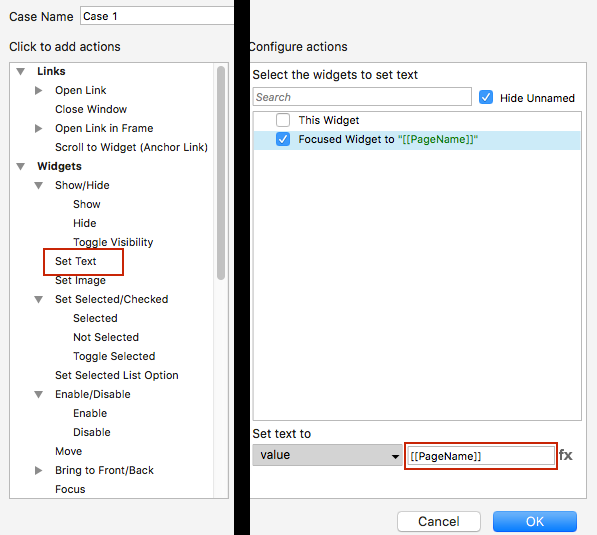 Case Name Case 1
Click to add actions
Links
Open Link
Close Window
Open Link in Frame
Scroll to Widget (Anchor Link)
Widgets
Show/Hide
Show
Hide
Toggle Visibility
Set Text
Set Image
Set Selected/Checked
Selected
Not Selected
Toggle Selected
Set Selected List Option
Enable/Disable
Enable
Disable
Move
Bring to Front/Back
Focus
Configure actions
Select the widgets to set text
Search Hide Unnamed
This Widget
Focused Widget to "[[PageName]]"
Set text to
value [[PageName]] fx
Cancel OK